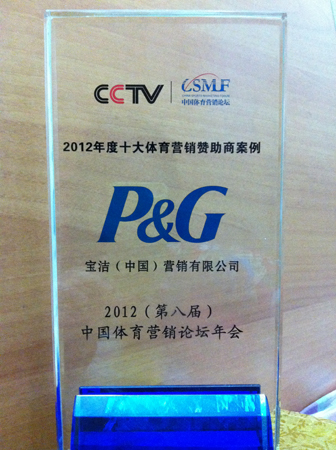 CCTV CSMF
中国体育营销论坛
2012年度十大体育营销赞助商案例
P&G
宝洁（中国）营销有限公司
2012（第八届）
中国体育营销论坛年会